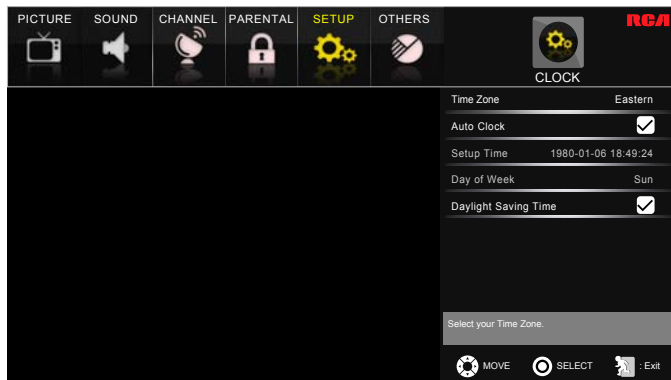 PICTURE SOUND CHANNEL PARENTAL SETUP OTHERS
RCA
CLOCK
Time Zone Eastern
Auto Clock
Setup Time 1980-01-06 18:49:24
Day of Week Sun
Daylight Saving Time
Select your Time Zone.
MOVE SELECT : Exit